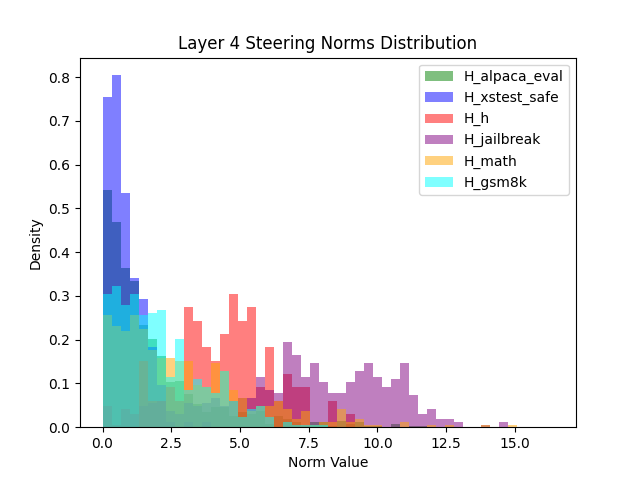 Layer 4 Steering Norms Distribution
H_alpaca_eval
H_xstest_safe
H_h
H_jailbreak
H_math
H_gsm8k
Density
0.8
0.7
0.6
0.5
0.4
0.3
0.2
0.1
0.0
0.0 2.5 5.0 7.5 10.0 12.5 15.0
Norm Value